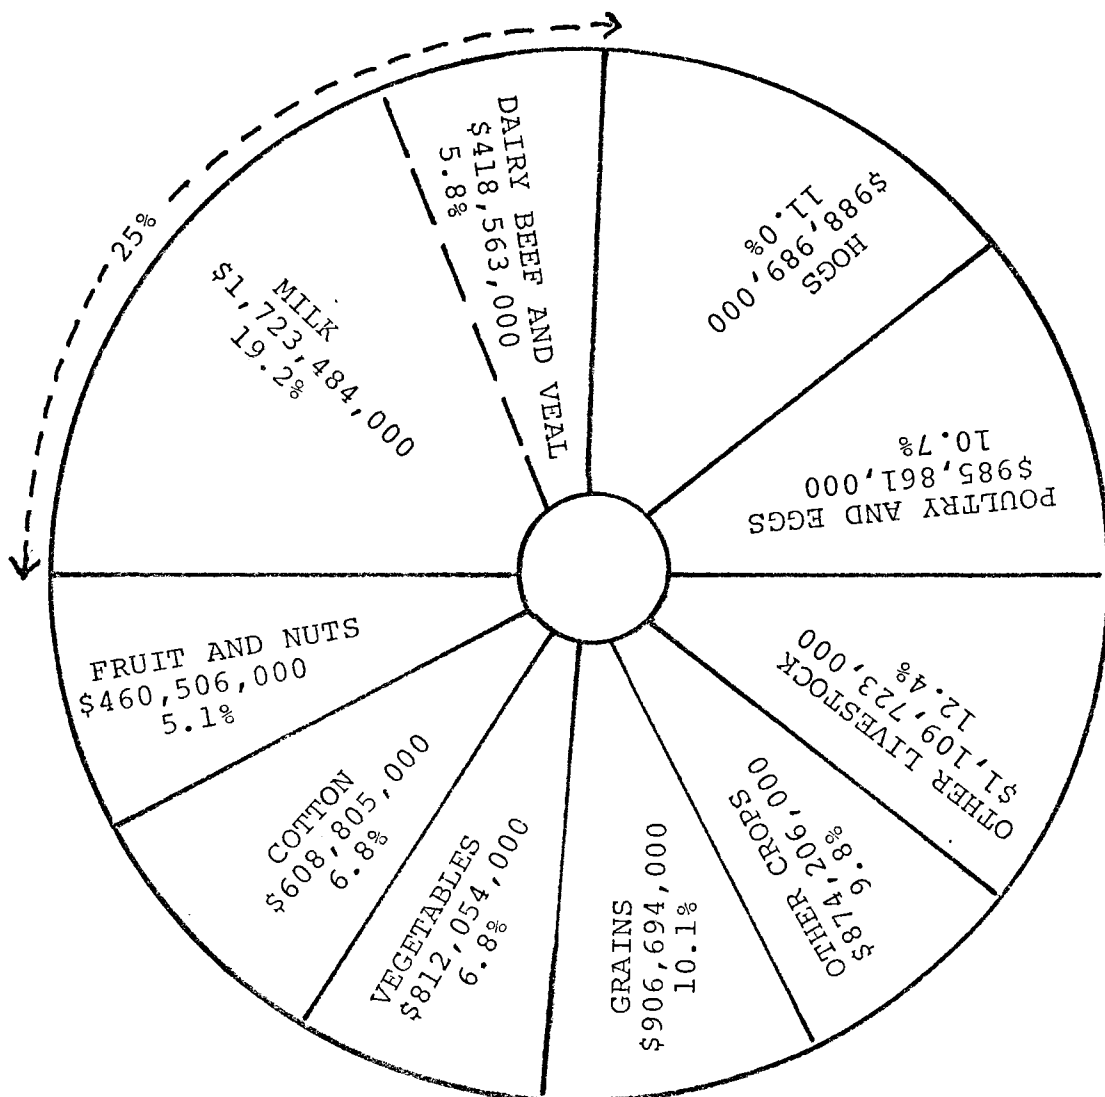 25%
MILK
$1,723,484,000
19.2%
DAIRY BEEF AND VEAL
$418,563,000
5.8%
HOGS
$988,989,000
11.0%
POULTRY AND EGGS
$985,861,000
10.7%
OTHER LIVESTOCK
$1,109,723,000
12.4%
OTHER CROPS
$874,206,000
9.8%
GRAINS
$906,694,000
10.1%
VEGETABLES
$812,054,000
6.8%
COTTON
$608,805,000
6.8%
FRUIT AND NUTS
$460,506,000
5.1%